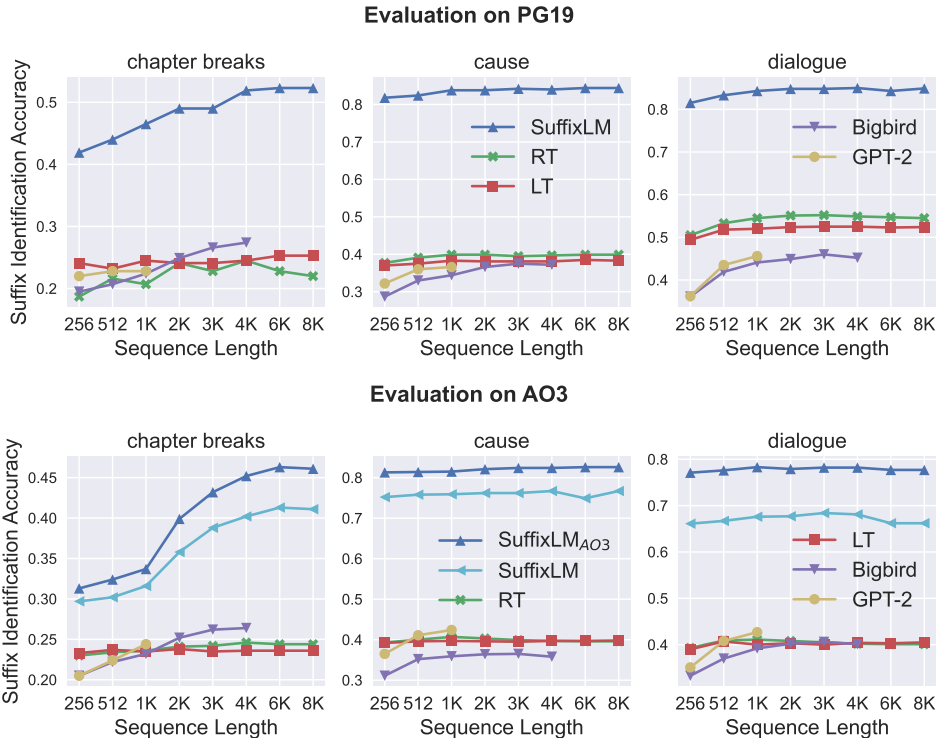 Evaluation on PG19
chapter breaks
cause
dialogue
Suffix Identification Accuracy
0.5
0.4
0.3
0.2
0.8
0.7
0.6
0.5
0.4
0.3
0.8
0.7
0.6
0.5
0.4
SuffixLM
RT
LT
Bigbird
GPT-2
256 512 1K 2K 3K 4K 6K 8K
256 512 1K 2K 3K 4K 6K 8K
256 512 1K 2K 3K 4K 6K 8K
Sequence Length
Sequence Length
Sequence Length
Evaluation on AO3
chapter breaks
cause
dialogue
Suffix Identification Accuracy
0.45
0.40
0.35
0.30
0.25
0.20
0.8
0.7
0.6
0.5
0.4
0.3
0.8
0.7
0.6
0.5
0.4
SuffixLM_AO3
SuffixLM
RT
LT
Bigbird
GPT-2
256 512 1K 2K 3K 4K 6K 8K
256 512 1K 2K 3K 4K 6K 8K
256 512 1K 2K 3K 4K 6K 8K
Sequence Length
Sequence Length
Sequence Length